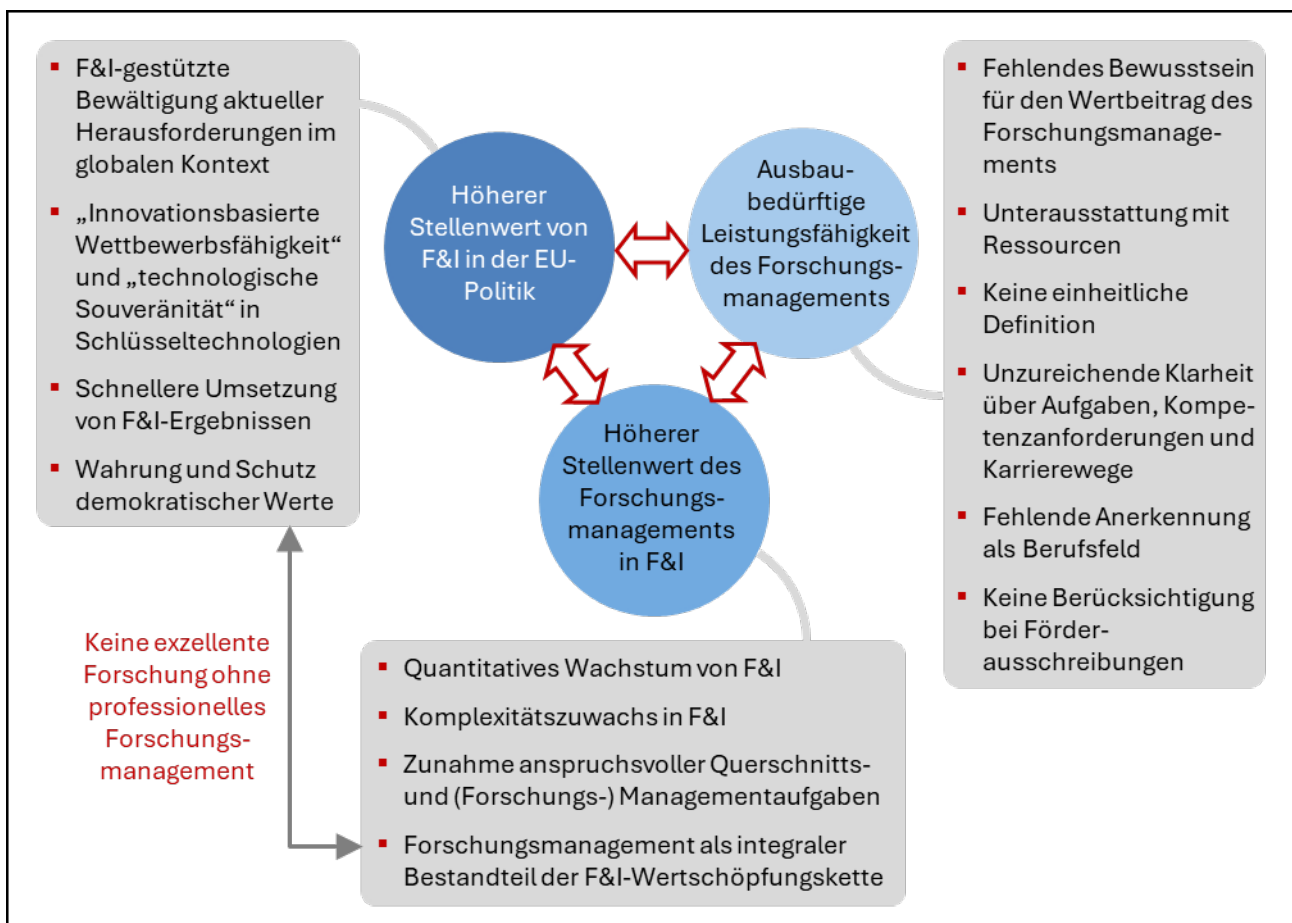 F&I-gestützte
Bewältigung aktueller
Herausforderungen im
globalen Kontext
„Innovationsbasierte
Wettbewerbsfähigkeit“
und „technologische
Souveränität“ in
Schlüsseltechnologien
Schnellere Umsetzung
von F&I-Ergebnissen
Wahrung und Schutz
demokratischer Werte
Höherer
Stellenwert von
F&I in der EU-
Politik
Ausbau-
bedürftige
Leistungsfähigkeit
des Forschungs-
managements
Fehlendes Bewusstsein
für den Wertbeitrag des
Forschungsmanage-
ments
Unterausstattung mit
Ressourcen
Keine einheitliche
Definition
Unzureichende Klarheit
über Aufgaben, Kompe-
tenzanforderungen und
Karrierewege
Fehlende Anerkennung
als Berufsfeld
Keine Berücksichtigung
bei Förder-
ausschreibungen
Höherer
Stellenwert des
Forschungs-
managements
in F&I
Keine exzellente
Forschung ohne
professionelles
Forschungs-
management
Quantitatives Wachstum von F&I
Komplexitätszuwachs in F&I
Zunahme anspruchsvoller Querschnitts-
und (Forschungs-) Managementaufgaben
Forschungsmanagement als integraler
Bestandteil der F&I-Wertschöpfungskette